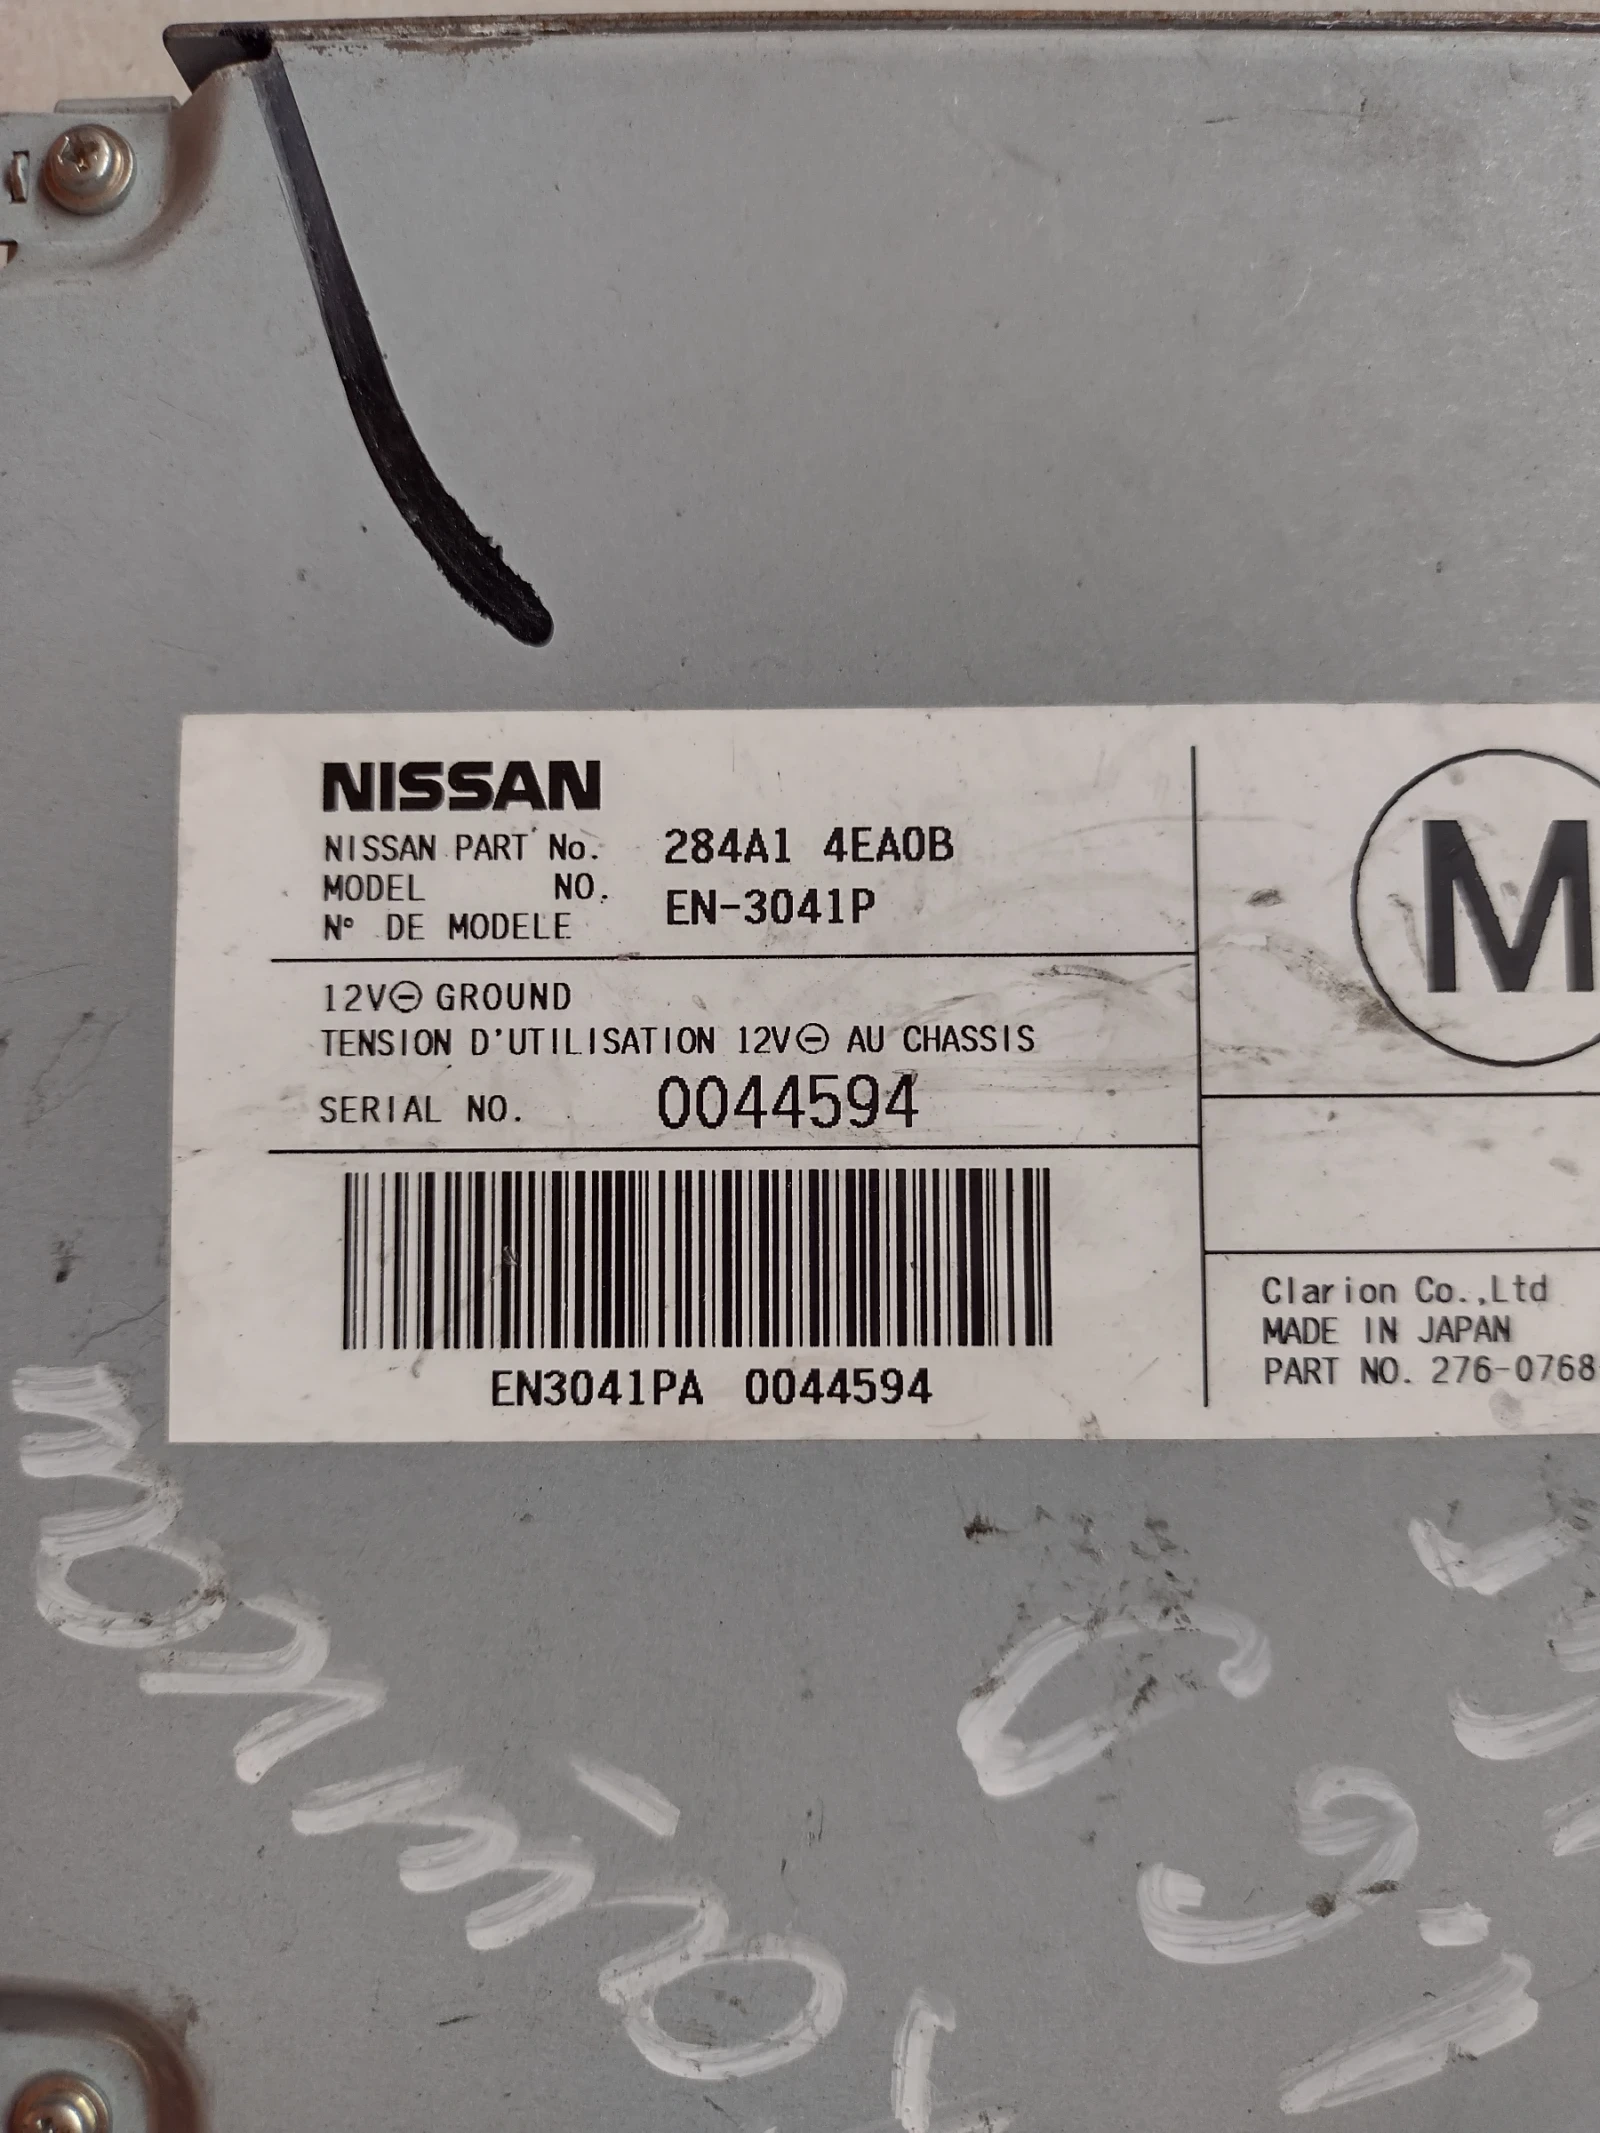 NISSAN
NISSAN PART No. 284A1 4EA0B
MODEL NO.
N° DE MODELE EN-3041P
12V⊖ GROUND
TENSION D'UTILISATION 12V⊖ AU CHASSIS
SERIAL NO. 0044594
EN3041PA 0044594
M
Clarion Co.,Ltd
MADE IN JAPAN
PART NO. 276-0768